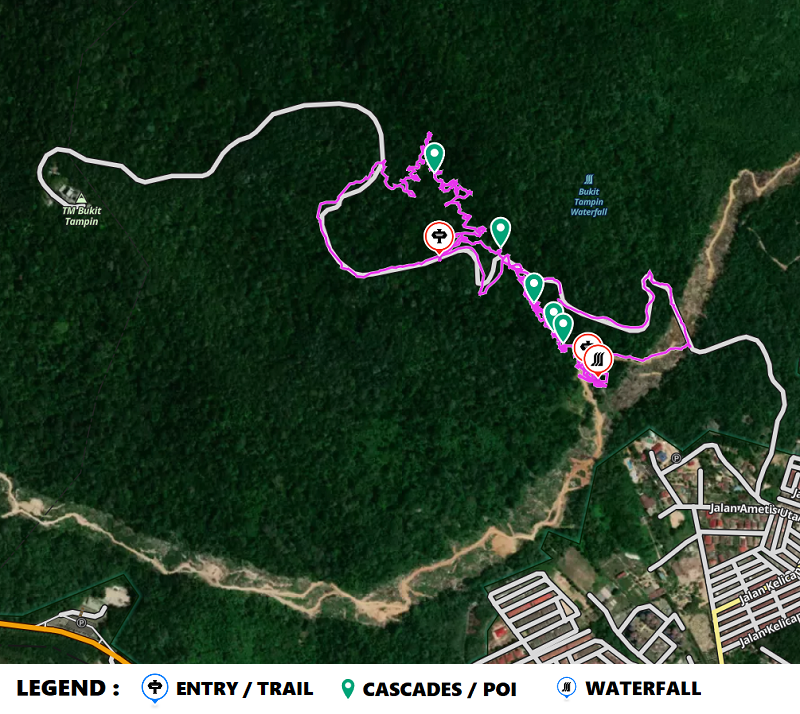 Bukit
Tampin
Waterfall
TM Bukit
Tampin
P
Jalan Ametis Uta
Ja
Jalan Kelicap
Jalan Kelicap
P
LEGEND :
ENTRY / TRAIL
CASCADES / POI
WATERFALL